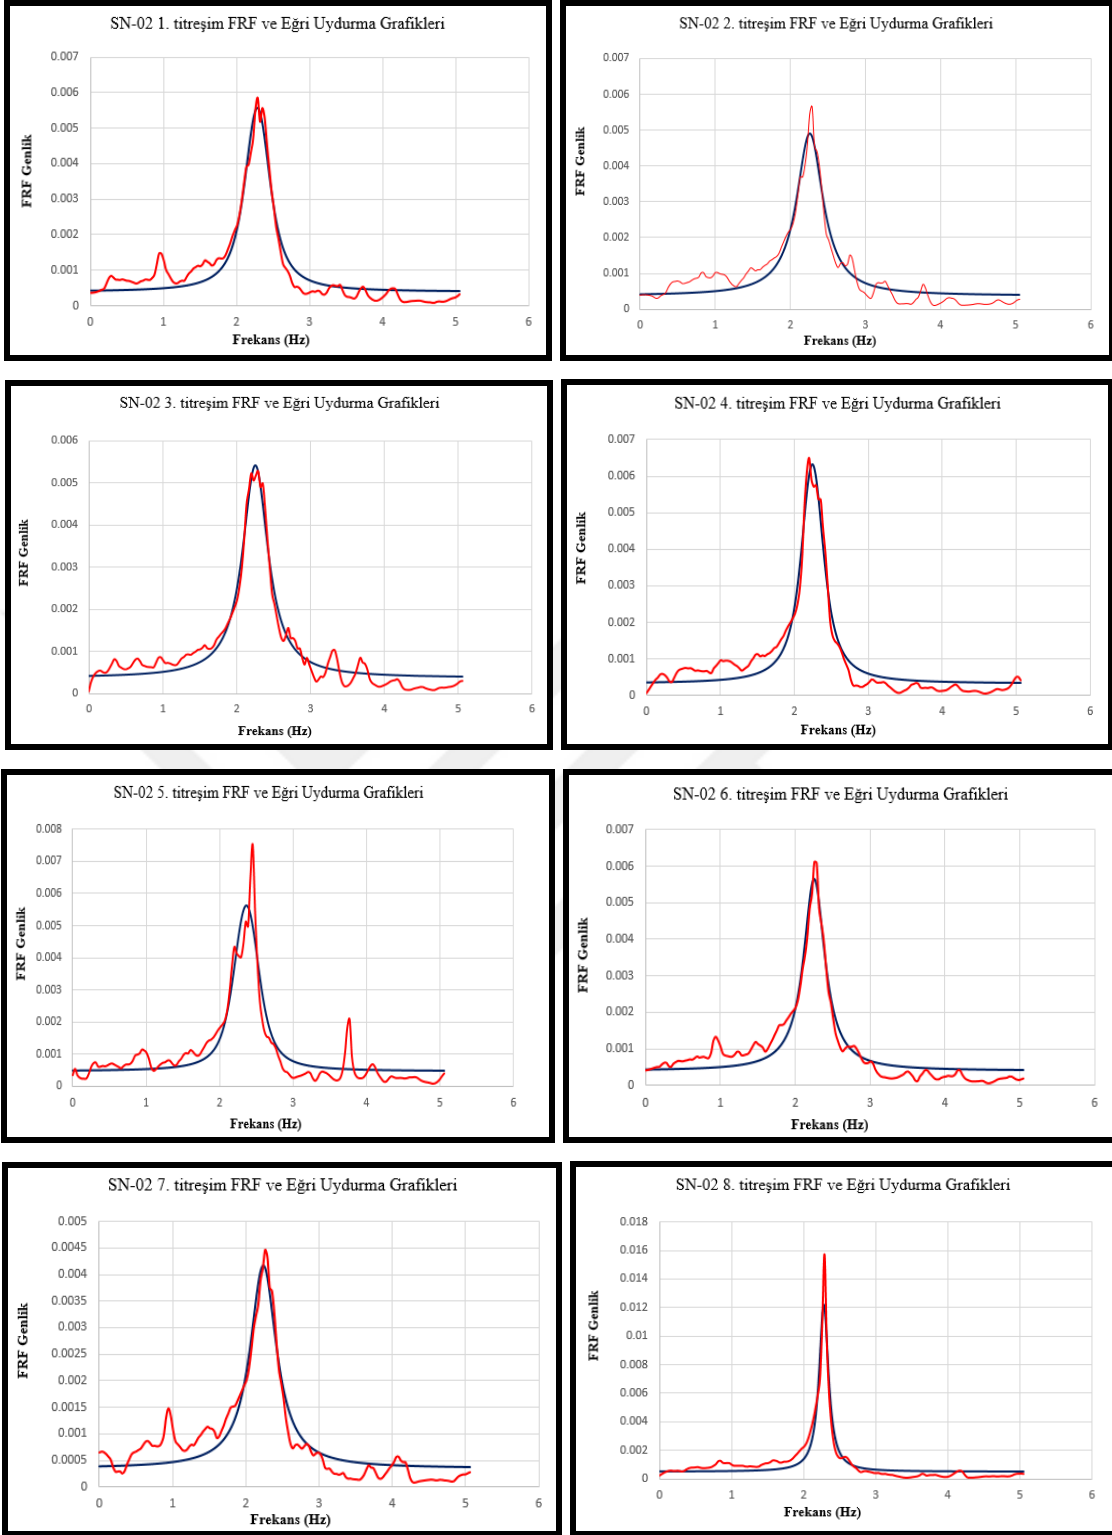 SN-02 1. titreşim FRF ve Eğri Uydurma Grafikleri
0.007
0.006
0.005
0.004
0.003
0.002
0.001
0
FRF Genlik
0 1 2 3 4 5 6
Frekans (Hz)
SN-02 2. titreşim FRF ve Eğri Uydurma Grafikleri
0.007
0.006
0.005
0.004
0.003
0.002
0.001
0
FRF Genlik
0 1 2 3 4 5 6
Frekans (Hz)
SN-02 3. titreşim FRF ve Eğri Uydurma Grafikleri
0.006
0.005
0.004
0.003
0.002
0.001
0
FRF Genlik
0 1 2 3 4 5 6
Frekans (Hz)
SN-02 4. titreşim FRF ve Eğri Uydurma Grafikleri
0.007
0.006
0.005
0.004
0.003
0.002
0.001
0
FRF Genlik
0 1 2 3 4 5 6
Frekans (Hz)
SN-02 5. titreşim FRF ve Eğri Uydurma Grafikleri
0.008
0.007
0.006
0.005
0.004
0.003
0.002
0.001
0
FRF Genlik
0 1 2 3 4 5 6
Frekans (Hz)
SN-02 6. titreşim FRF ve Eğri Uydurma Grafikleri
0.007
0.006
0.005
0.004
0.003
0.002
0.001
0
FRF Genlik
0 1 2 3 4 5 6
Frekans (Hz)
SN-02 7. titreşim FRF ve Eğri Uydurma Grafikleri
0.005
0.0045
0.004
0.0035
0.003
0.0025
0.002
0.0015
0.001
0.0005
0
FRF Genlik
0 1 2 3 4 5 6
Frekans (Hz)
SN-02 8. titreşim FRF ve Eğri Uydurma Grafikleri
0.018
0.016
0.014
0.012
0.01
0.008
0.006
0.004
0.002
0
FRF Genlik
0 1 2 3 4 5 6
Frekans (Hz)